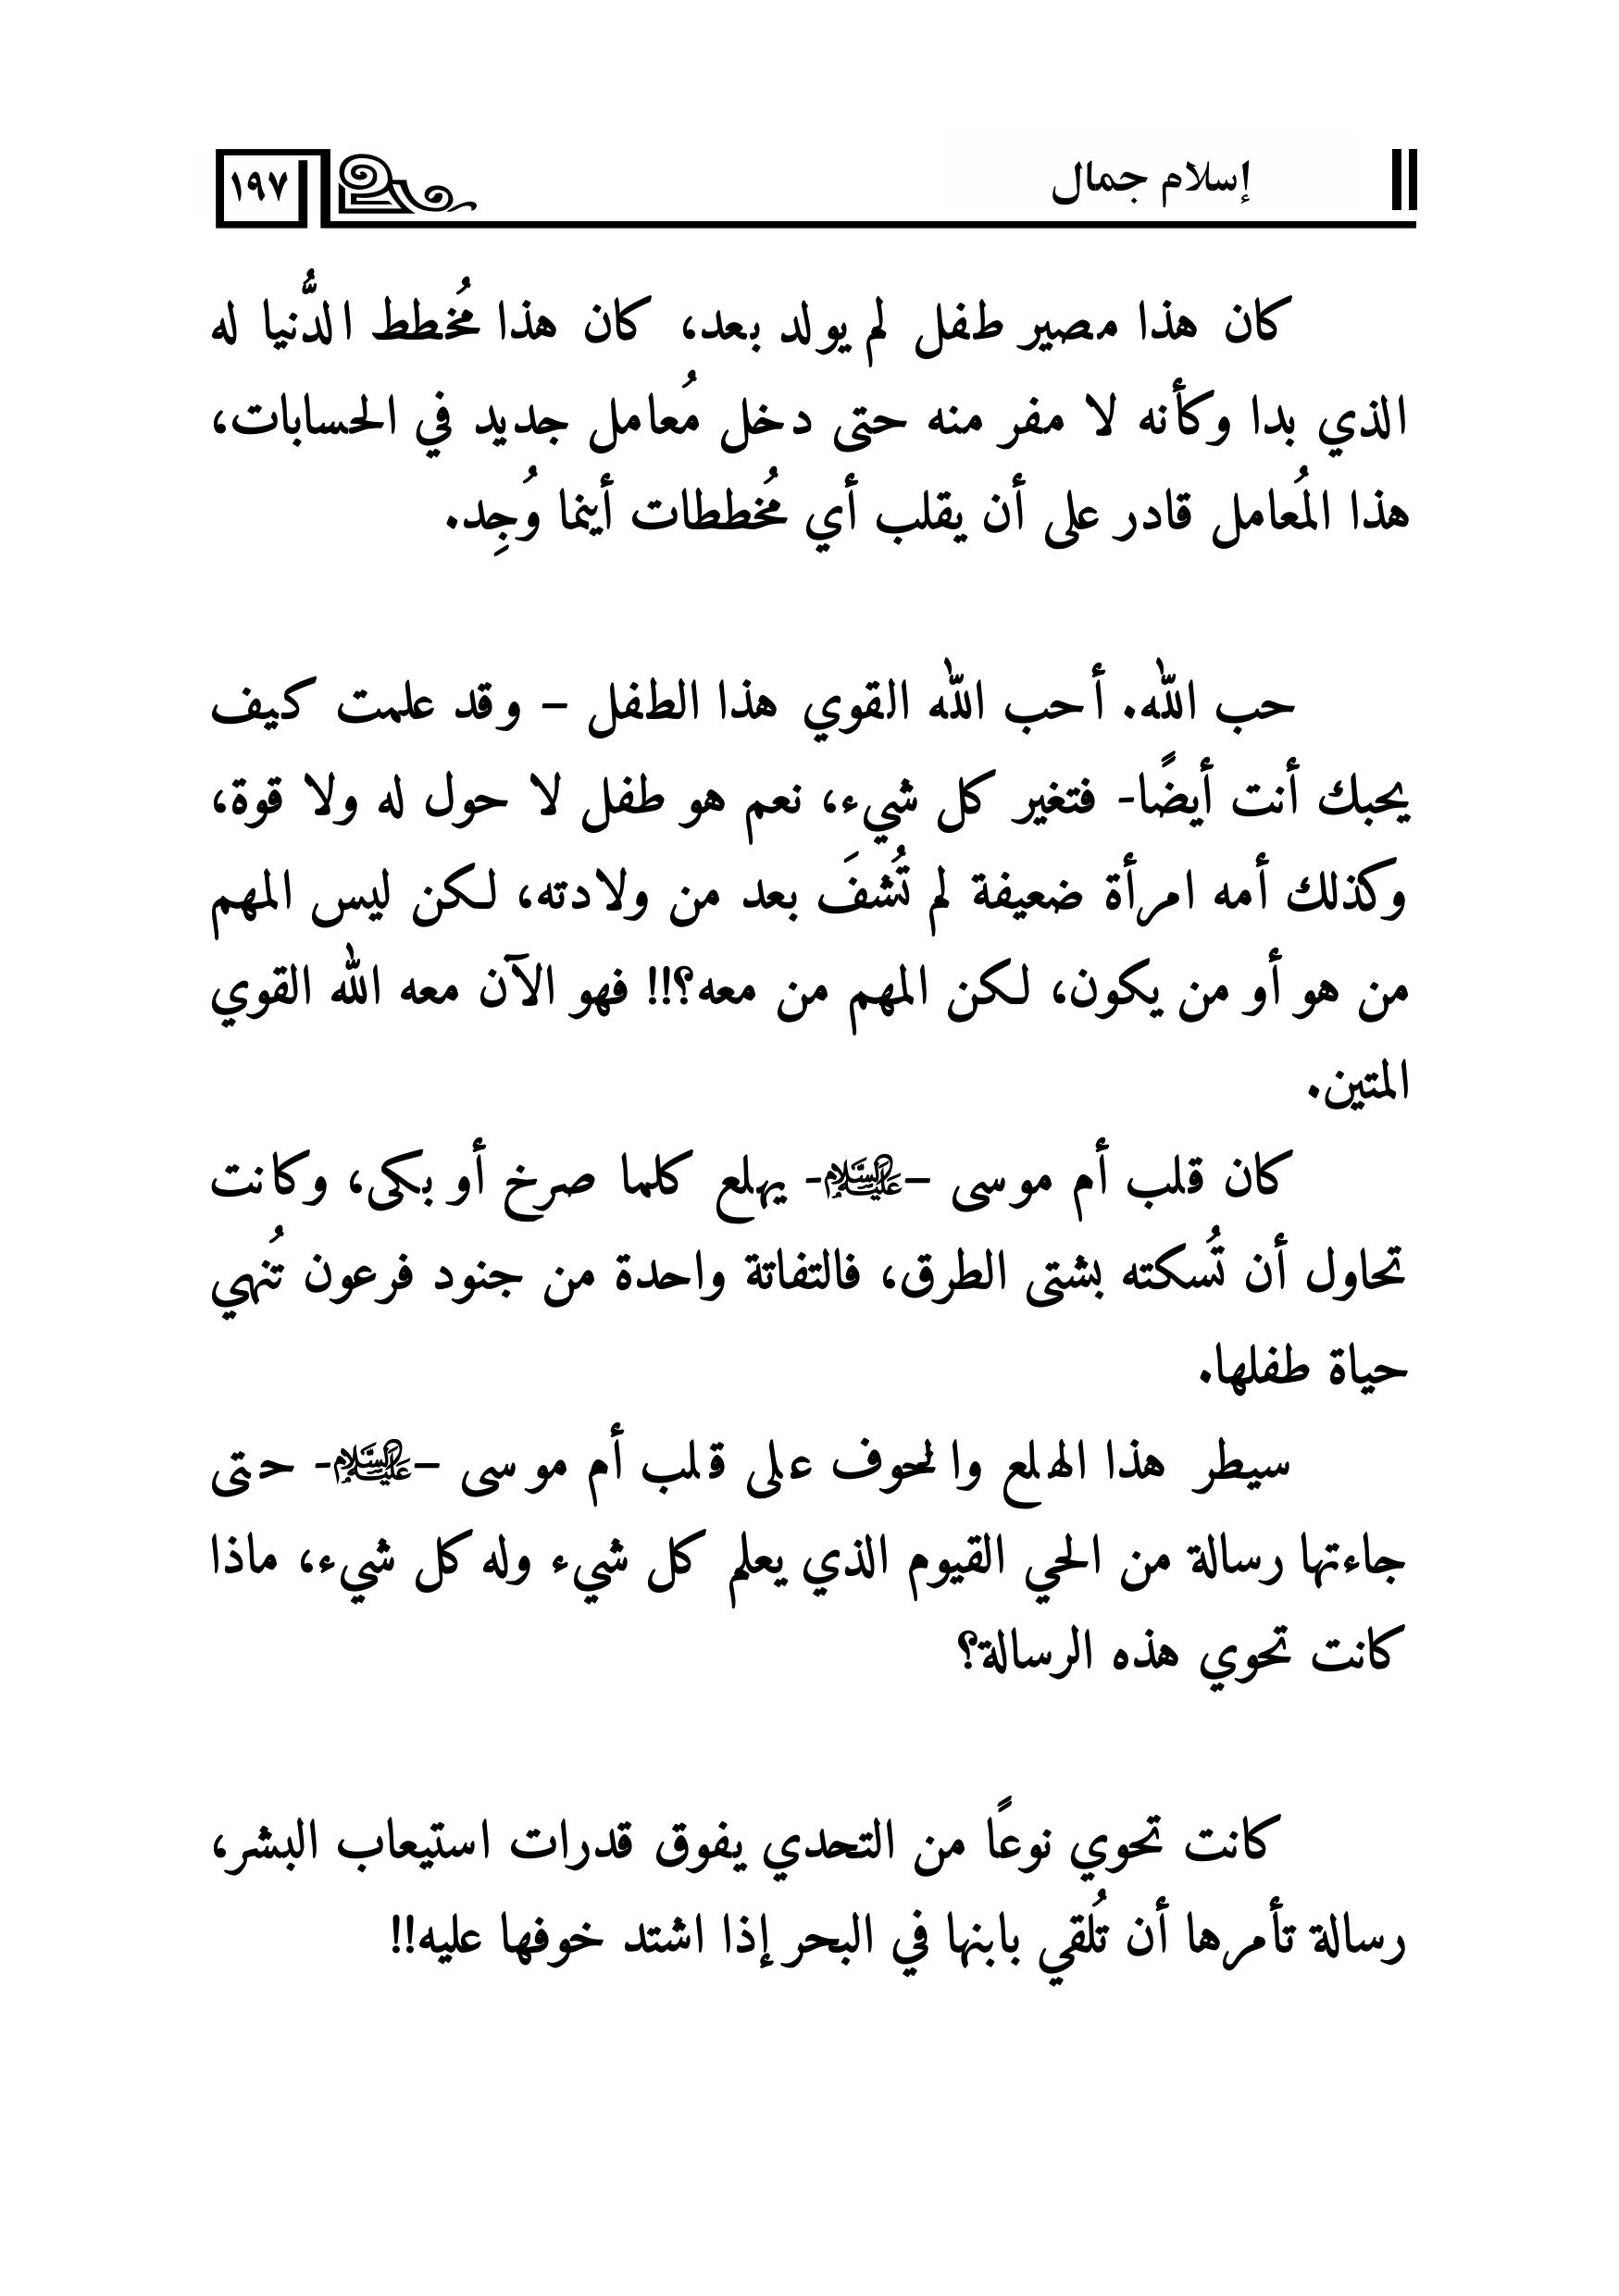 إسلام جمال
١٩٧
كان هذا مصير طفل لم يولد بعد، كان هذا مُخطط الدُّنيا له
الذي بدا وكأنه لا مفر منه حتى دخل مُعامل جديد في الحسابات،
هذا المُعامل قادر على أن يقلب أي مُخططات أينما وُجِد.
حب الله. أحب الله القوي هذا الطفل – وقد علمت كيف
يحبك أنت أيضًا- فتغير كل شيء، نعم هو طفل لا حول له ولا قوة،
وكذلك أمه امرأة ضعيفة لم تُشفَ بعد من ولادته، لكن ليس المهم
من هو أو من يكون، لكن المهم من معه؟!! فهو الآن معه الله القوي
المتين.
كان قلب أم موسى –عَلَيْهِ السَّلَام- يهلع كلما صرخ أو بكى، وكانت
تحاول أن تُسكته بشتى الطرق، فالتفاتة واحدة من جنود فرعون تُنهي
حياة طفلها.
سيطر هذا الهلع والخوف على قلب أم موسى –عَلَيْهِ السَّلَام- حتى
جاءتها رسالة من الحي القيوم الذي يعلم كل شيء وله كل شيء، ماذا
كانت تحوي هذه الرسالة؟
كانت تحوي نوعًا من التحدي يفوق قدرات استيعاب البشر،
رسالة تأمرها أن تُلقي بابنها في البحر إذا اشتد خوفها عليه!!